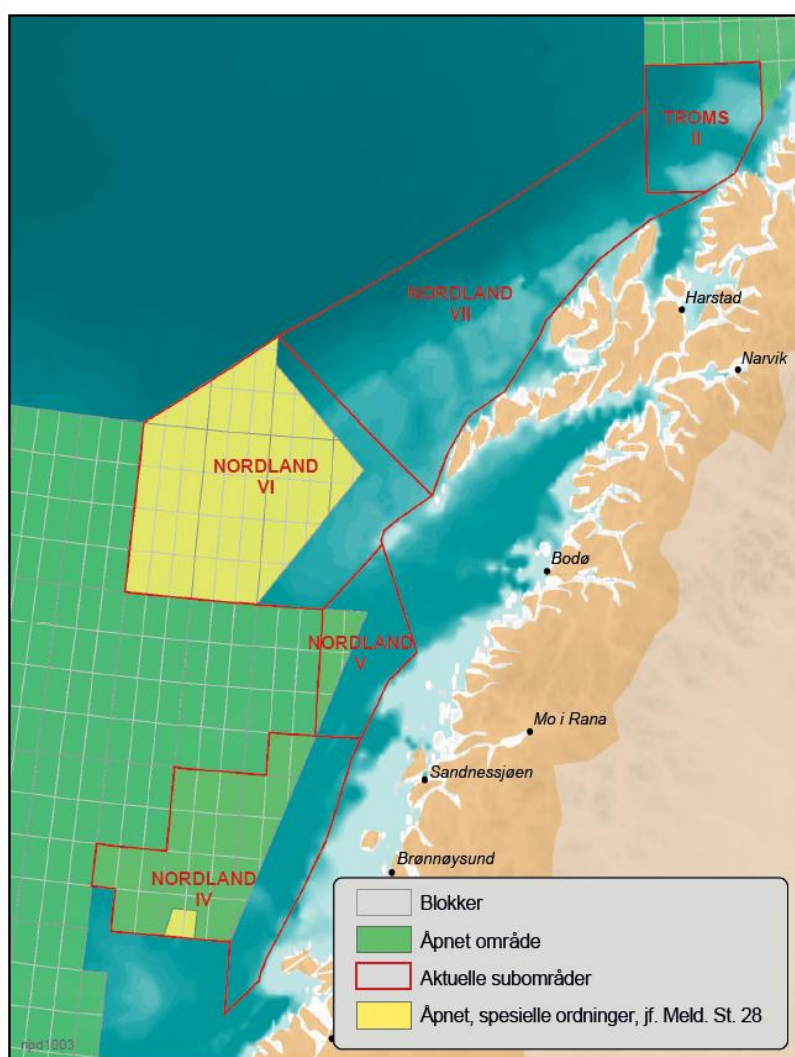 TROMS
II
NORDLAND
VII
Harstad
Narvik
NORDLAND
VI
Bodø
NORDLAND
V
Mo i Rana
Sandnessjøen
Brønnøysund
NORDLAND
IV
Blokker
Åpnet område
Aktuelle subområder
Åpnet, spesielle ordninger, jf. Meld. St. 28
npd1003